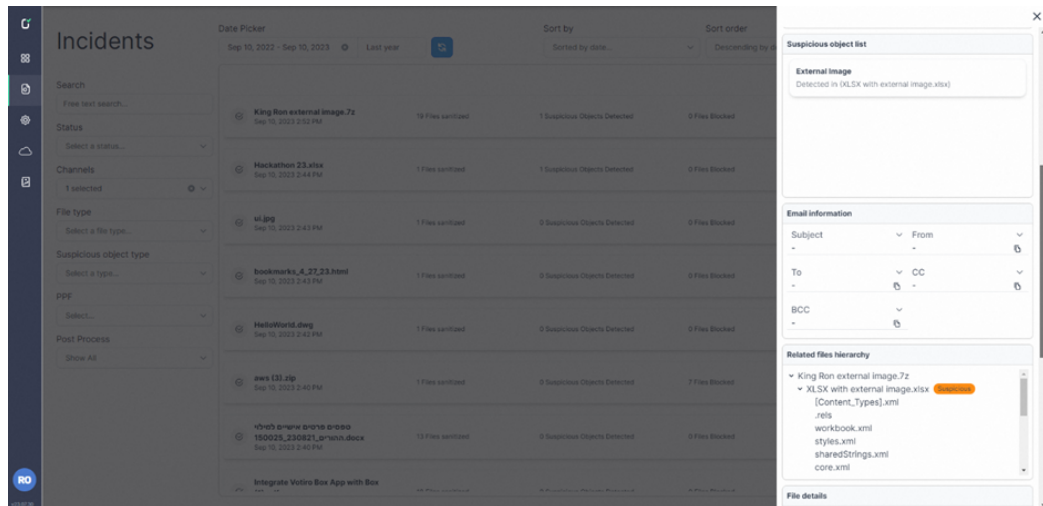 Incidents
Date Picker
Sep 10, 2022 - Sep 10, 2023
Last year
Sort by
Sorted by date...
Sort order
Descending by d
Search
Free text search...
Status
Select a status...
Channels
1 selected
File type
Select a file type...
Suspicious object type
Select a type...
PPF
Select...
Post Process
Show All
King Ron external image.7z
Sep 10, 2023 2:52 PM
19 Files sanitized
1 Suspicious Objects Detected
0 Files Blocked
Hackathon 23.xlsx
Sep 10, 2023 2:44 PM
1 Files sanitized
1 Suspicious Objects Detected
0 Files Blocked
ui.jpg
Sep 10, 2023 2:43 PM
1 Files sanitized
0 Suspicious Objects Detected
0 Files Blocked
bookmarks_4_27_23.html
Sep 10, 2023 2:43 PM
1 Files sanitized
0 Suspicious Objects Detected
0 Files Blocked
HelloWorld.dwg
Sep 10, 2023 2:42 PM
1 Files sanitized
0 Suspicious Objects Detected
0 Files Blocked
aws (3).zip
Sep 10, 2023 2:40 PM
1 Files sanitized
0 Suspicious Objects Detected
7 Files Blocked
טפסים פרטים אישיים למילוי
150025_230821_ההורים.docx
Sep 10, 2023 2:40 PM
13 Files sanitized
0 Suspicious Objects Detected
0 Files Blocked
Integrate Votiro Box App with Box
RO
Suspicious object list
External Image
Detected in (XLSX with external image.xlsx)
Email information
Subject
-
From
-
To
-
CC
-
BCC
-
Related files hierarchy
King Ron external image.7z
XLSX with external image.xlsx Suspicious
[Content_Types].xml
.rels
workbook.xml
styles.xml
sharedStrings.xml
core.xml
File details